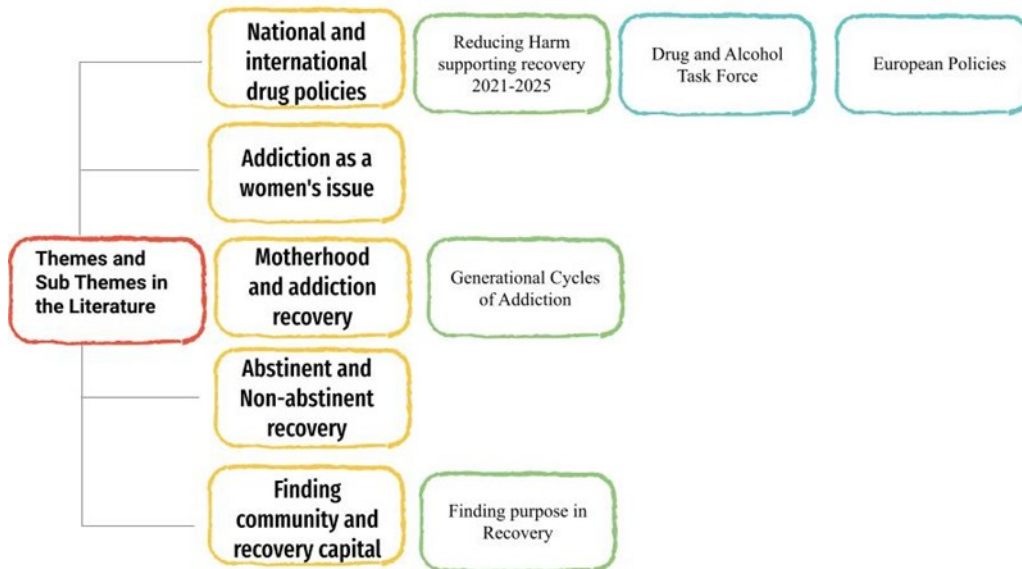 National and
international
drug policies
Reducing Harm
supporting recovery
2021-2025
Drug and Alcohol
Task Force
European Policies
Addiction as a
women's issue
Themes and
Sub Themes in
the Literature
Motherhood
and addiction
recovery
Generational Cycles
of Addiction
Abstinent and
Non-abstinent
recovery
Finding
community and
recovery capital
Finding purpose in
Recovery